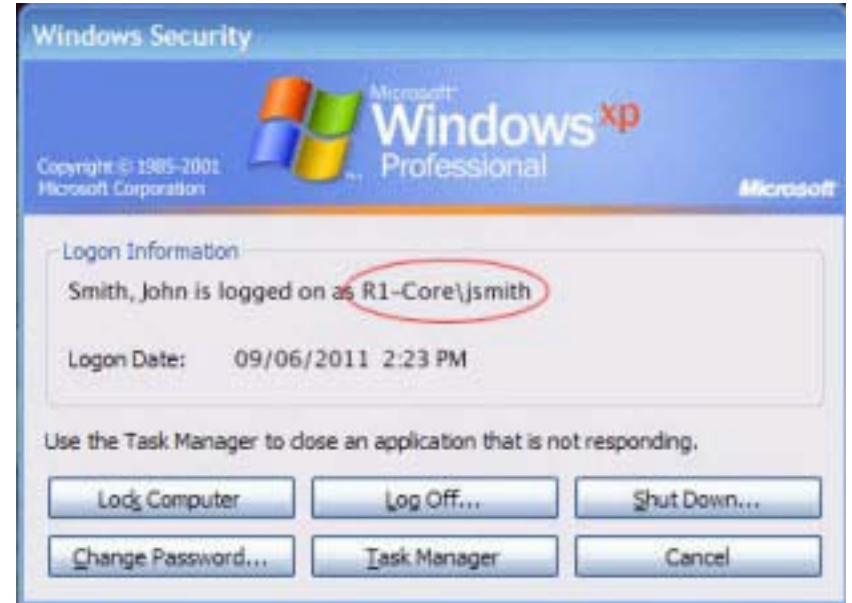 Windows Security
Microsoft
Windows xp
Professional
Copyright © 1985-2001
Microsoft Corporation
Microsoft
Logon Information
Smith, John is logged on as R1-Core\jsmith
Logon Date: 09/06/2011 2:23 PM
Use the Task Manager to close an application that is not responding.
Lock Computer Log Off... Shut Down...
Change Password... Task Manager Cancel